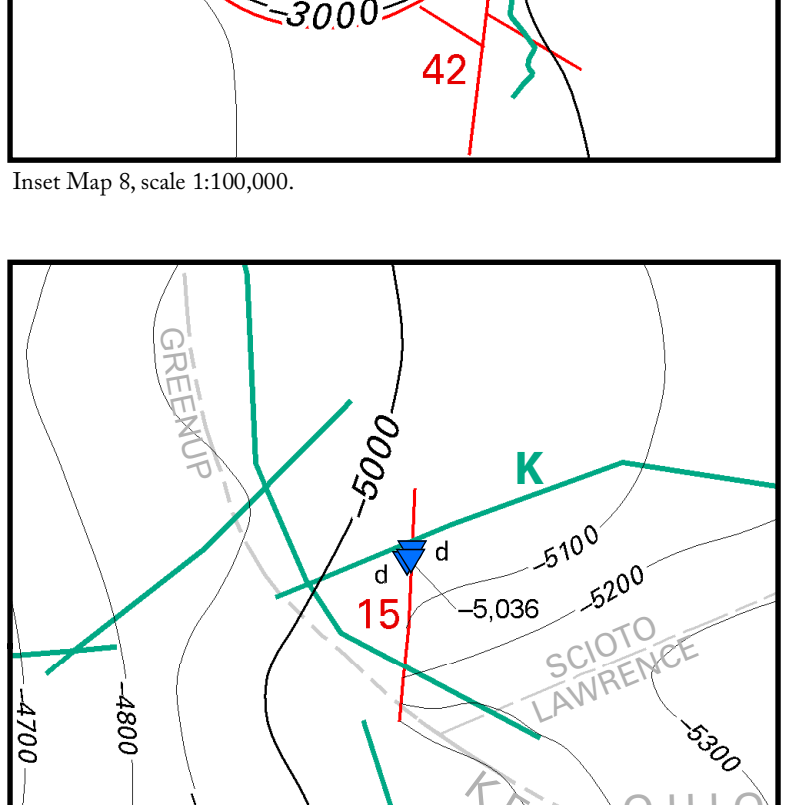 –3000
42
Inset Map 8, scale 1:100,000.
GREENUP
–5000
K
d
d
–5100
–5200
–5,036
15
SCIOTO
LAWRENCE
–4700
–4800
–5300